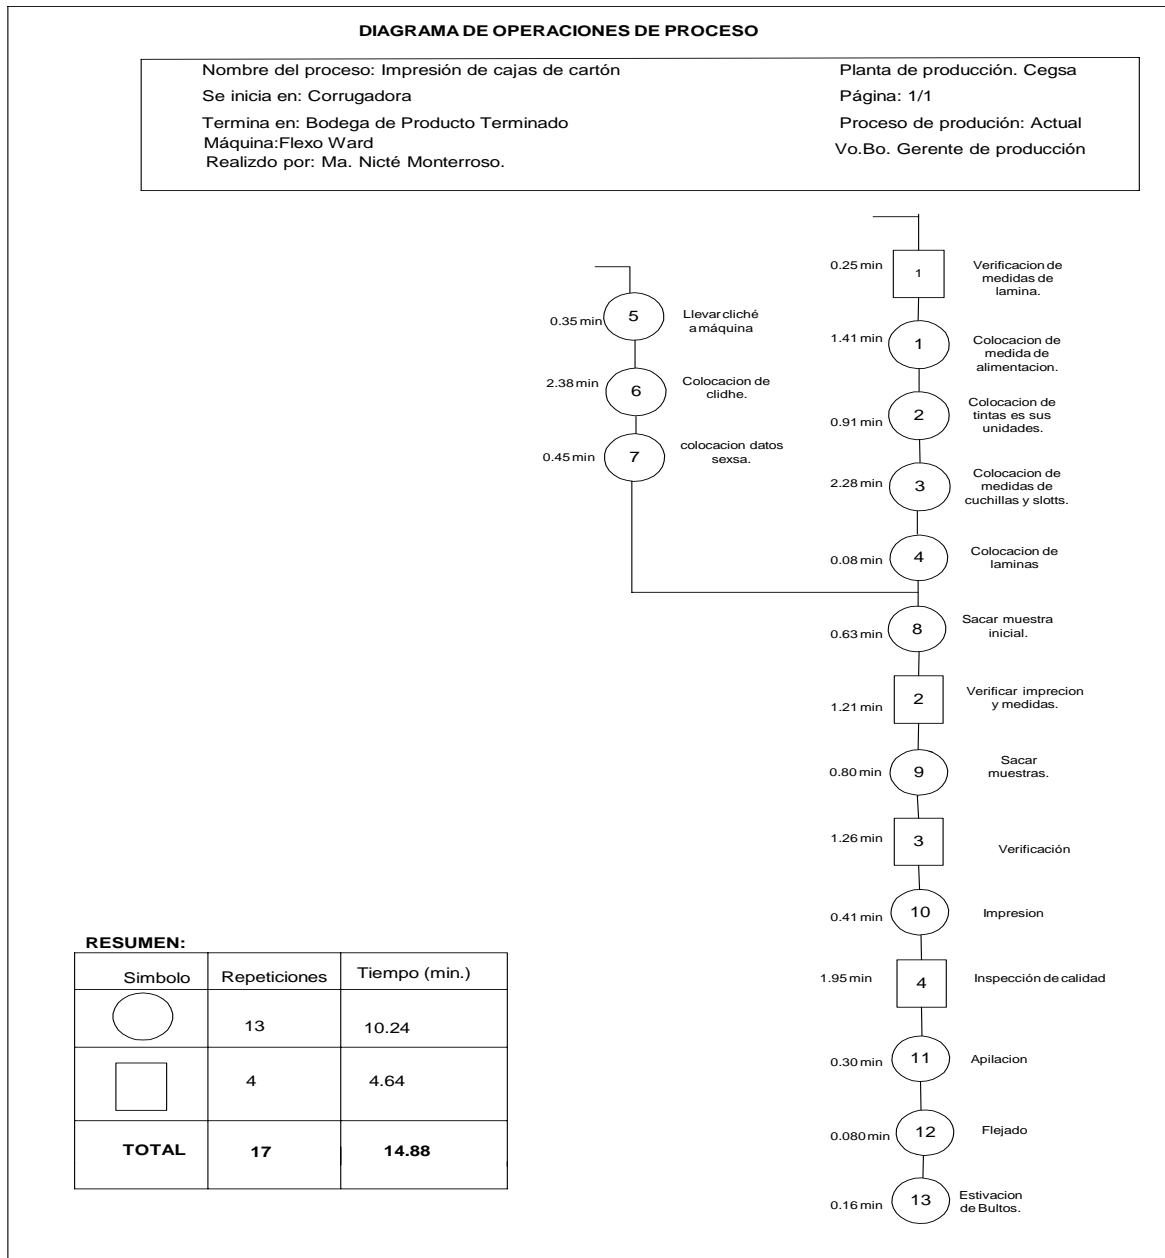 DIAGRAMA DE OPERACIONES DE PROCESO
Nombre del proceso: Impresión de cajas de cartón
Planta de producción. Cegsa
Se inicia en: Corrugadora
Página: 1/1
Termina en: Bodega de Producto Terminado
Proceso de produción: Actual
Máquina:Flexo Ward
Vo.Bo. Gerente de producción
Realizdo por: Ma. Nicté Monterroso.
0.25 min
1
Verificacion de
medidas de
lamina.
1.41 min
1
Colocacion de
medida de
alimentacion.
0.91 min
2
Colocacion de
tintas es sus
unidades.
2.28 min
3
Colocacion de
medidas de
cuchillas y slotts.
0.08 min
4
Colocacion de
laminas
0.35 min
5
Llevar cliché
a máquina
2.38 min
6
Colocacion de
clidhe.
0.45 min
7
colocacion datos
sexsa.
0.63 min
8
Sacar muestra
inicial.
1.21 min
2
Verificar imprecion
y medidas.
0.80 min
9
Sacar
muestras.
1.26 min
3
Verificación
0.41 min
10
Impresion
1.95 min
4
Inspección de calidad
0.30 min
11
Apilacion
0.080 min
12
Flejado
0.16 min
13
Estivacion
de Bultos.
RESUMEN:
Simbolo Repeticiones Tiempo (min.)
13 10.24
4 4.64
TOTAL 17 14.88